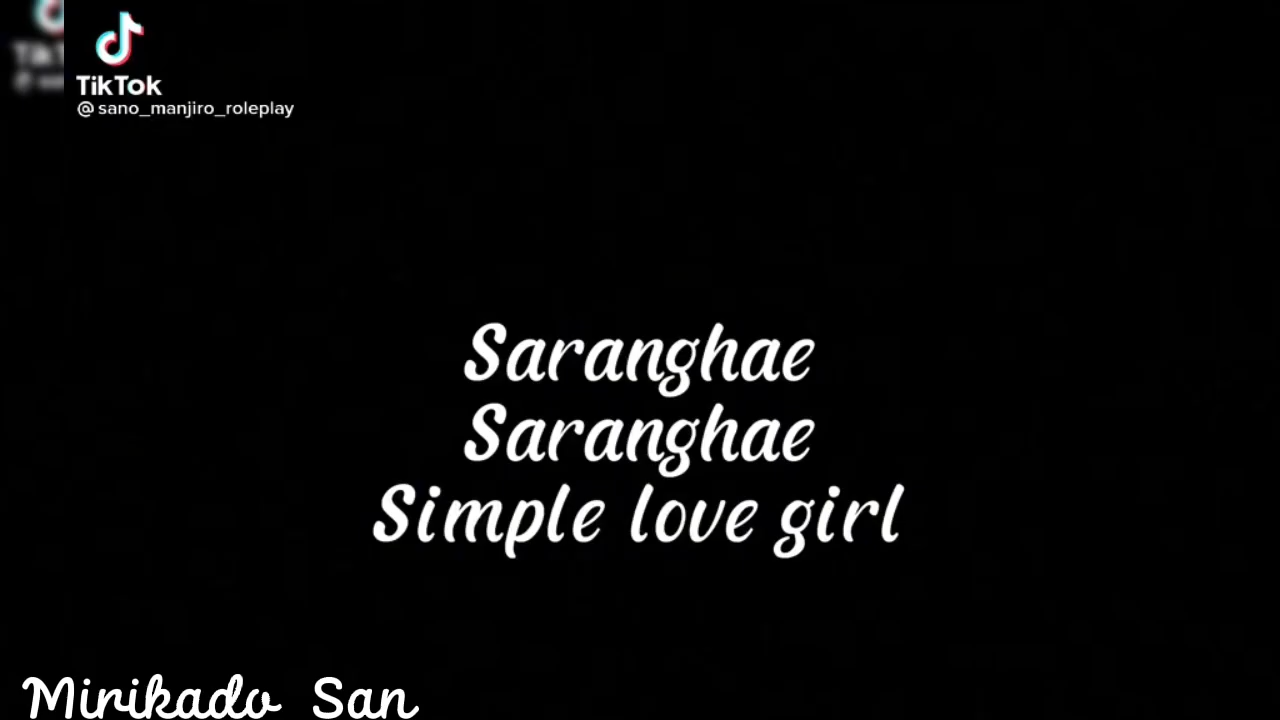 TikTok
@sano_manjiro_roleplay
Saranghae
Saranghae
Simple love girl
Mirikado San